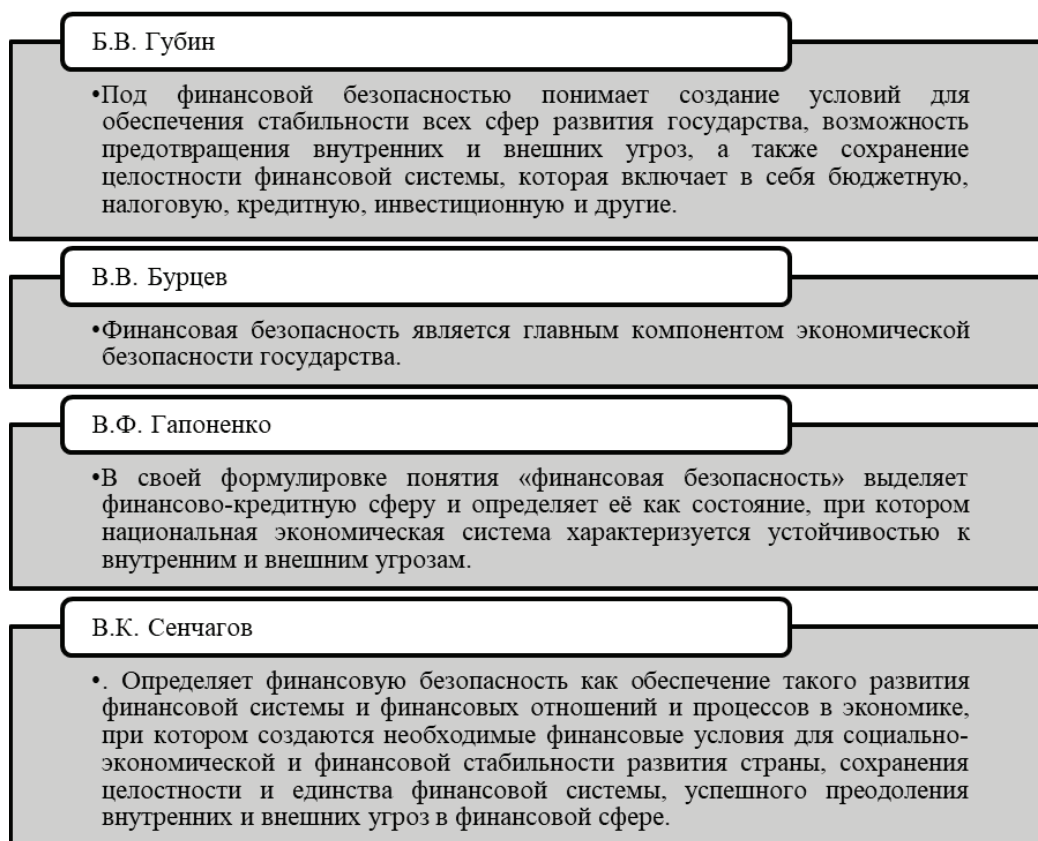 Б.В. Губин
•Под финансовой безопасностью понимает создание условий для
обеспечения стабильности всех сфер развития государства, возможность
предотвращения внутренних и внешних угроз, а также сохранение
целостности финансовой системы, которая включает в себя бюджетную,
налоговую, кредитную, инвестиционную и другие.
В.В. Бурцев
•Финансовая безопасность является главным компонентом экономической
безопасности государства.
В.Ф. Гапоненко
•В своей формулировке понятия «финансовая безопасность» выделяет
финансово-кредитную сферу и определяет её как состояние, при котором
национальная экономическая система характеризуется устойчивостью к
внутренним и внешним угрозам.
В.К. Сенчагов
•. Определяет финансовую безопасность как обеспечение такого развития
финансовой системы и финансовых отношений и процессов в экономике,
при котором создаются необходимые финансовые условия для социально-
экономической и финансовой стабильности развития страны, сохранения
целостности и единства финансовой системы, успешного преодоления
внутренних и внешних угроз в финансовой сфере.